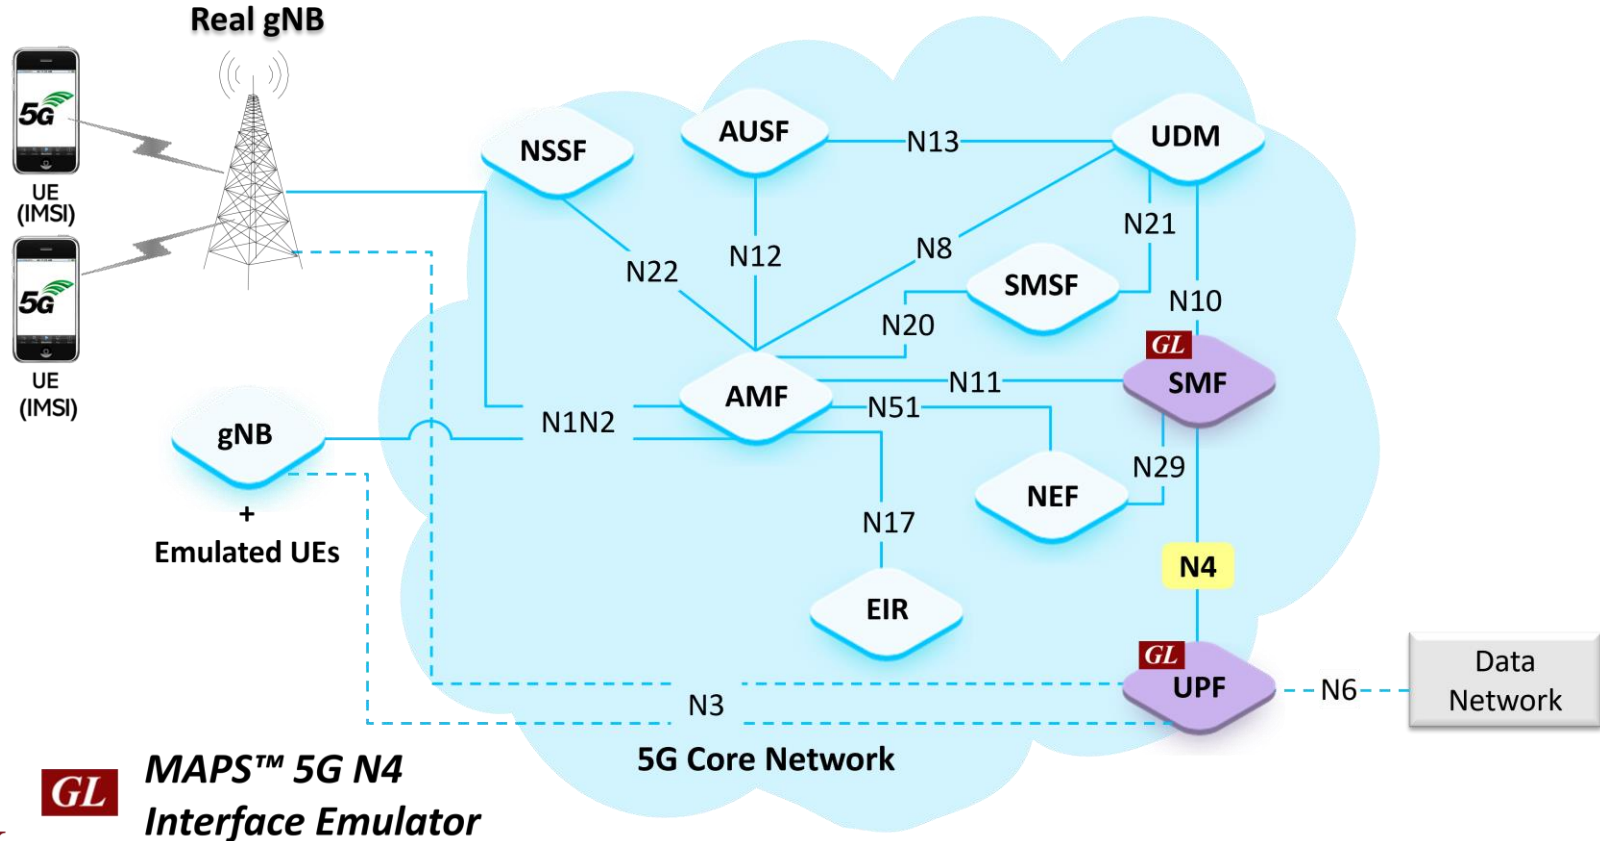 Real gNB
5G
UE
(IMSI)
5G
UE
(IMSI)
NSSF
AUSF
N13
UDM
N22
N12
N8
N21
SMSF
N20
N10
GL
SMF
AMF
N11
N51
N1N2
gNB
+
Emulated UEs
N29
NEF
N17
N4
EIR
GL
UPF
N3
N6
Data
Network
5G Core Network
GL
MAPS™ 5G N4
Interface Emulator